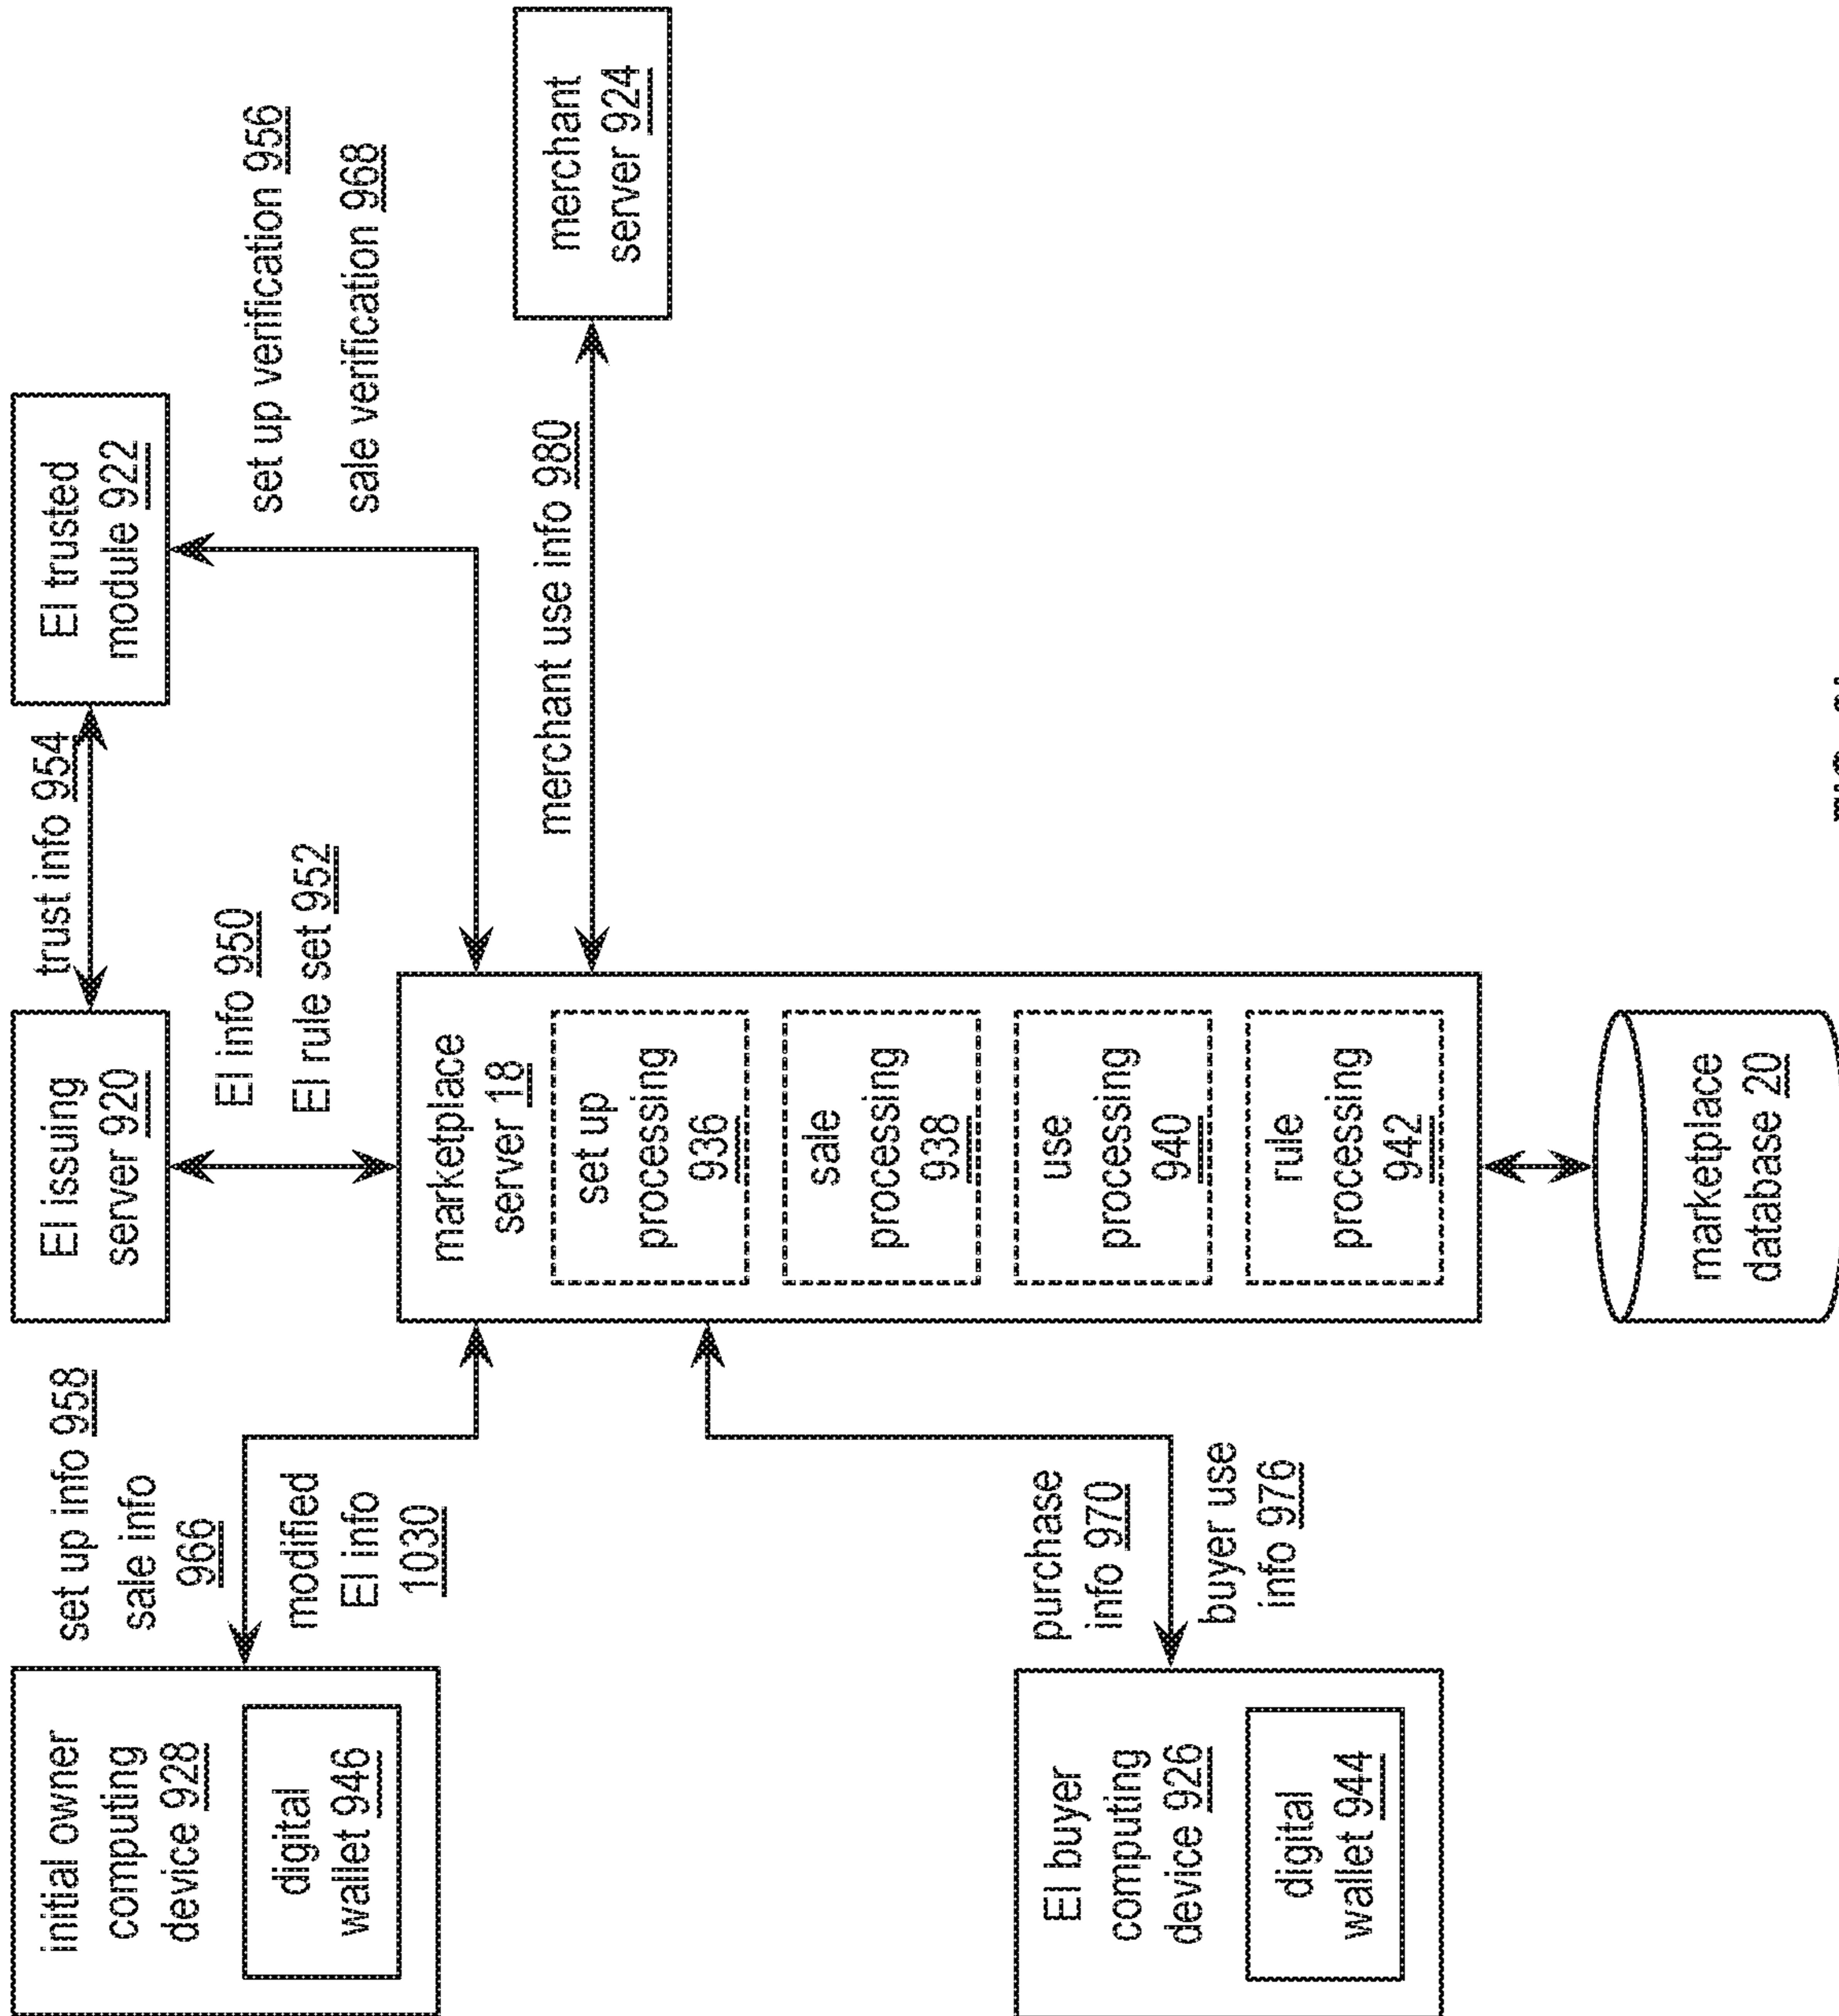 initial owner
computing
device 928
digital
wallet 946
set up info 958
sale info
966
modified
EI info
1030
EI issuing
server 920
trust info 954
EI trusted
module 922
EI info 950
EI rule set 952
set up verification 956
sale verification 968
marketplace
server 18
set up
processing
936
sale
processing
938
use
processing
940
rule
processing
942
merchant use info 980
merchant
server 924
EI buyer
computing
device 926
digital
wallet 944
purchase
info 970
buyer use
info 976
marketplace
database 20